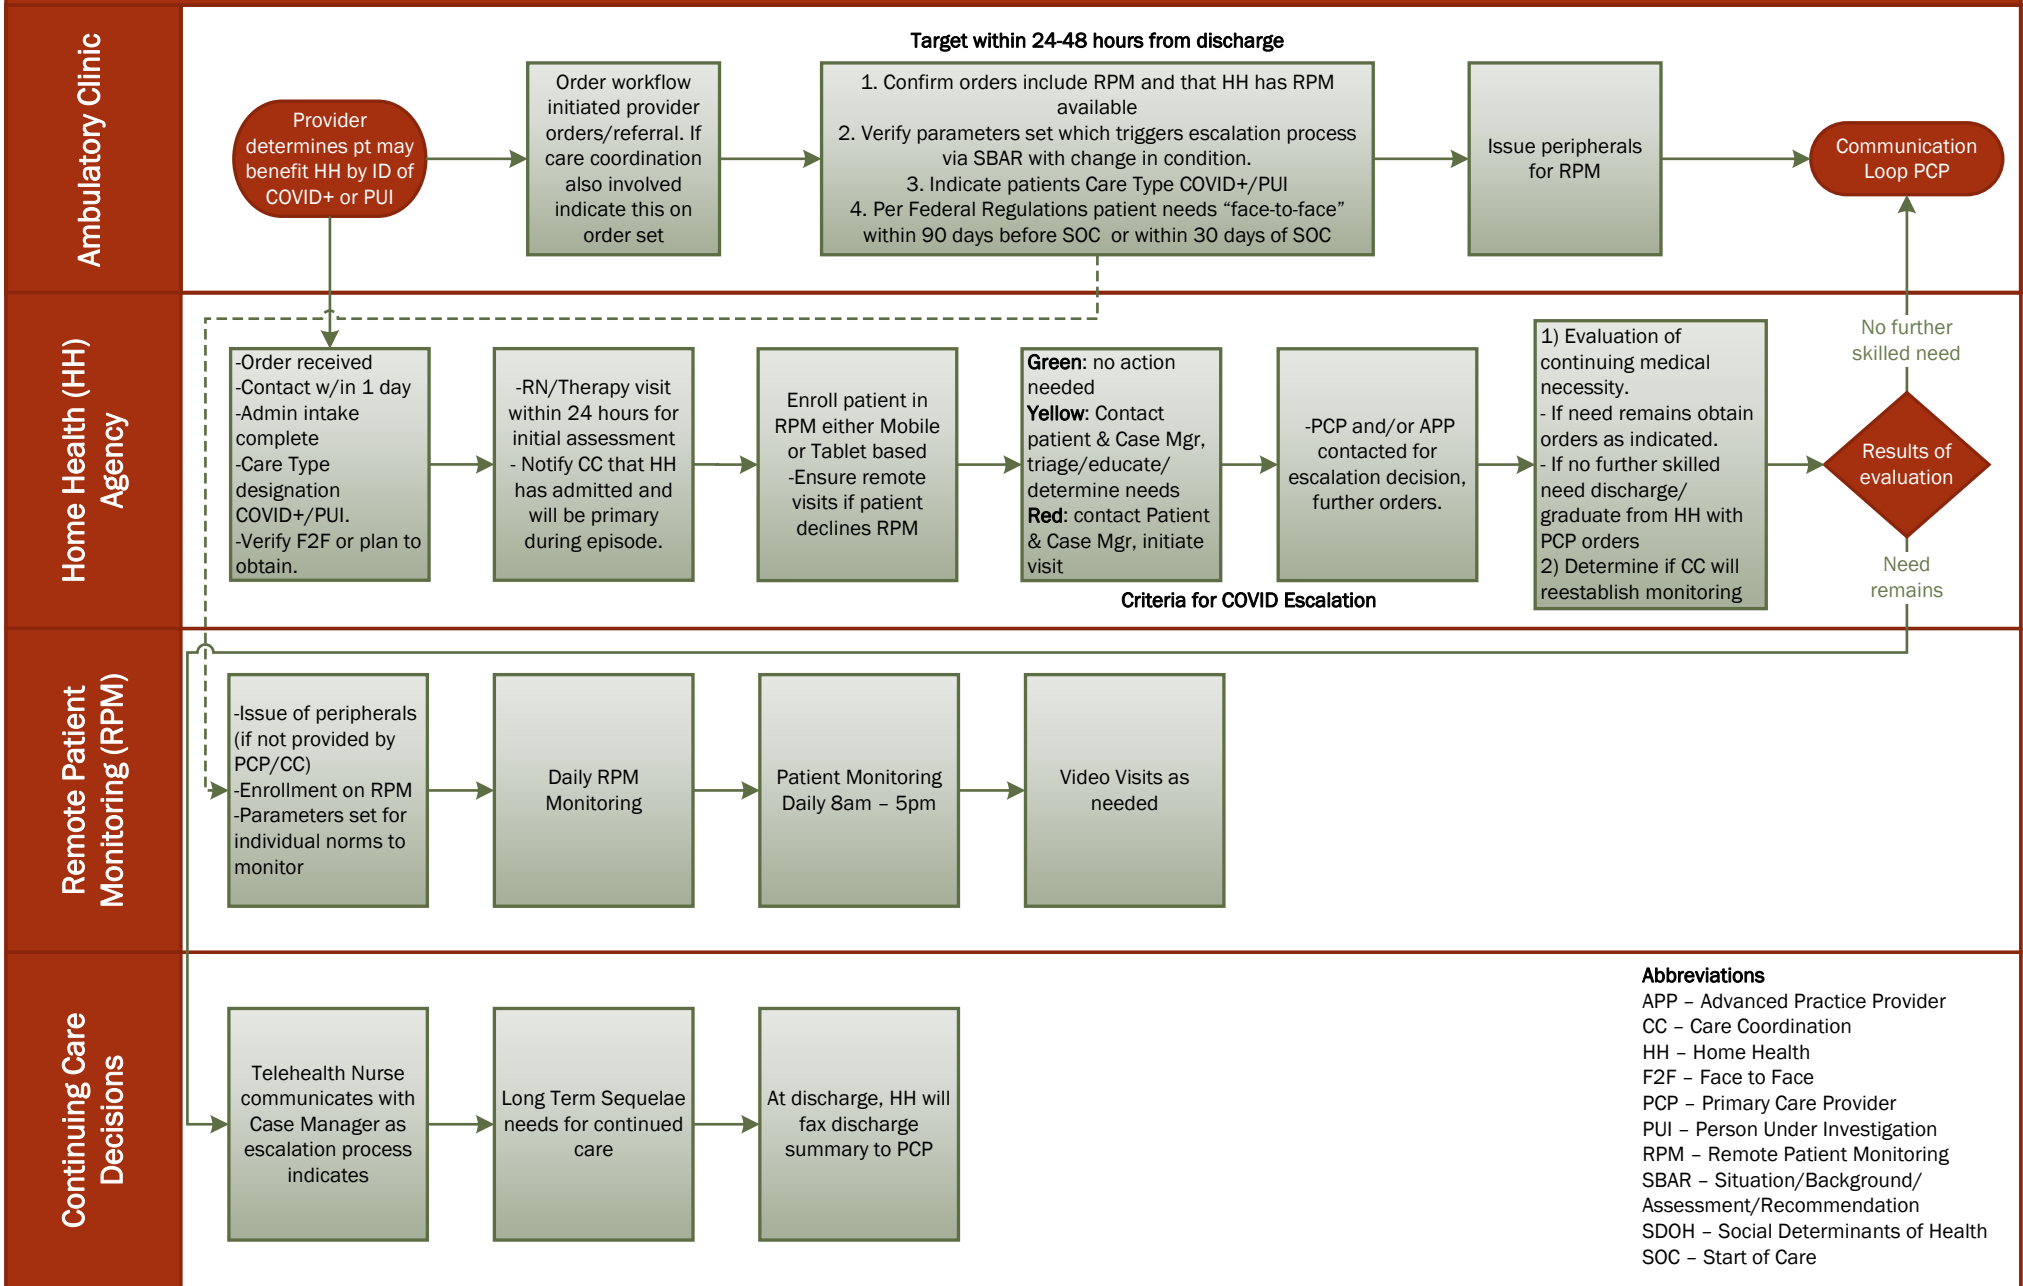 Ambulatory Clinic
Target within 24-48 hours from discharge
Provider
determines pt may
benefit HH by ID of
COVID+ or PUI
Order workflow
initiated provider
orders/referral. If
care coordination
also involved
indicate this on
order set
1. Confirm orders include RPM and that HH has RPM
available
2. Verify parameters set which triggers escalation process
via SBAR with change in condition.
3. Indicate patients Care Type COVID+/PUI
4. Per Federal Regulations patient needs “face-to-face”
within 90 days before SOC or within 30 days of SOC
Issue peripherals
for RPM
Communication
Loop PCP
Home Health (HH)
Agency
-Order received
-Contact w/in 1 day
-Admin intake
complete
-Care Type
designation
COVID+/PUI.
-Verify F2F or plan to
obtain.
-RN/Therapy visit
within 24 hours for
initial assessment
- Notify CC that HH
has admitted and
will be primary
during episode.
Enroll patient in
RPM either Mobile
or Tablet based
-Ensure remote
visits if patient
declines RPM
Green: no action
needed
Yellow: Contact
patient & Case Mgr,
triage/educate/
determine needs
Red: contact Patient
& Case Mgr, initiate
visit
Criteria for COVID Escalation
-PCP and/or APP
contacted for
escalation decision,
further orders.
1) Evaluation of
continuing medical
necessity.
- If need remains obtain
orders as indicated.
- If no further skilled
need discharge/
graduate from HH with
PCP orders
2) Determine if CC will
reestablish monitoring
No further
skilled need
Results of
evaluation
Need
remains
Remote Patient
Monitoring (RPM)
-Issue of peripherals
(if not provided by
PCP/CC)
-Enrollment on RPM
-Parameters set for
individual norms to
monitor
Daily RPM
Monitoring
Patient Monitoring
Daily 8am – 5pm
Video Visits as
needed
Continuing Care
Decisions
Telehealth Nurse
communicates with
Case Manager as
escalation process
indicates
Long Term Sequelae
needs for continued
care
At discharge, HH will
fax discharge
summary to PCP
Abbreviations
APP – Advanced Practice Provider
CC – Care Coordination
HH – Home Health
F2F – Face to Face
PCP – Primary Care Provider
PUI – Person Under Investigation
RPM – Remote Patient Monitoring
SBAR – Situation/Background/
Assessment/Recommendation
SDOH – Social Determinants of Health
SOC – Start of Care